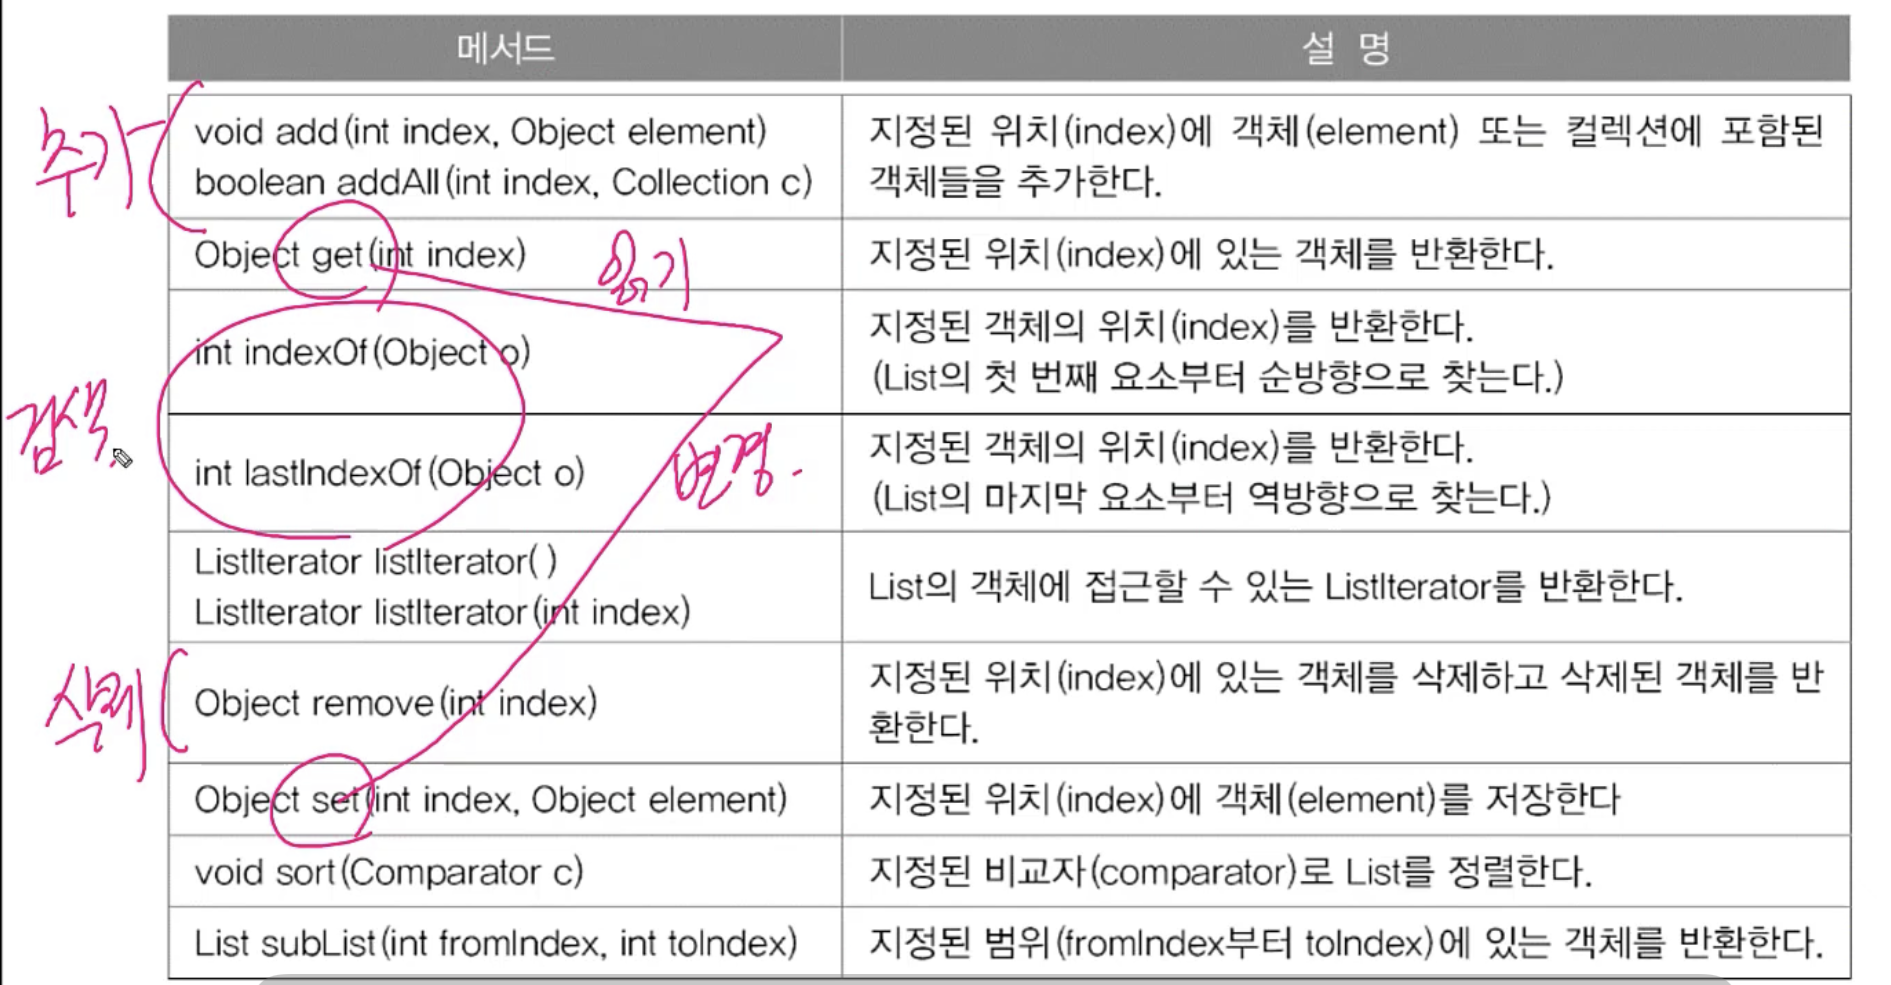 메서드
설 명
추가
void add(int index, Object element)
boolean addAll(int index, Collection c)
지정된 위치(index)에 객체(element) 또는 컬렉션에 포함된
객체들을 추가한다.
Object get(int index)
읽기
지정된 위치(index)에 있는 객체를 반환한다.
int indexOf(Object o)
지정된 객체의 위치(index)를 반환한다.
(List의 첫 번째 요소부터 순방향으로 찾는다.)
검색
int lastIndexOf(Object o)
변경.
지정된 객체의 위치(index)를 반환한다.
(List의 마지막 요소부터 역방향으로 찾는다.)
ListIterator listIterator( )
ListIterator listIterator(int index)
List의 객체에 접근할 수 있는 ListIterator를 반환한다.
삭제
Object remove(int index)
지정된 위치(index)에 있는 객체를 삭제하고 삭제된 객체를 반
환한다.
Object set(int index, Object element)
지정된 위치(index)에 객체(element)를 저장한다
void sort(Comparator c)
지정된 비교자(comparator)로 List를 정렬한다.
List subList(int fromIndex, int toIndex)
지정된 범위(fromIndex부터 toIndex)에 있는 객체를 반환한다.